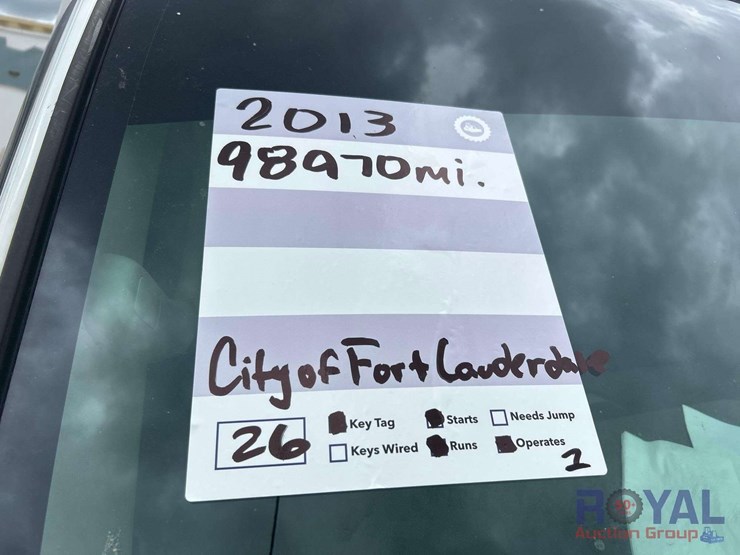 2013
98970mi.
City of Fort Lauderdale
26
Key Tag
Starts
Needs Jump
Keys Wired
Runs
Operates
2
ROYAL
Auction Group